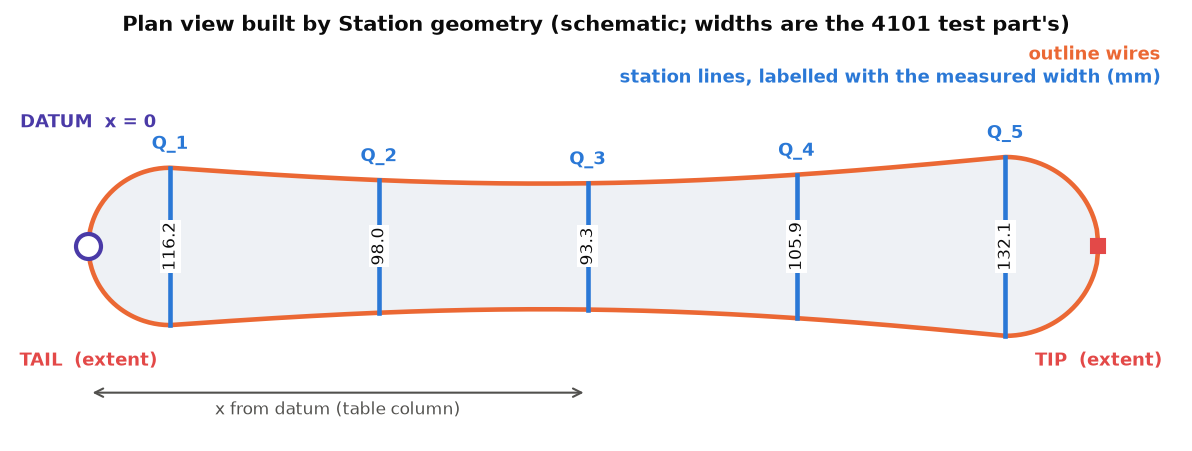 Plan view built by Station geometry (schematic; widths are the 4101 test part's)
outline wires
station lines, labelled with the measured width (mm)
DATUM  x = 0
Q_1
Q_2
Q_3
Q_4
Q_5
116.2
98.0
93.3
105.9
132.1
TAIL  (extent)
TIP  (extent)
x from datum (table column)